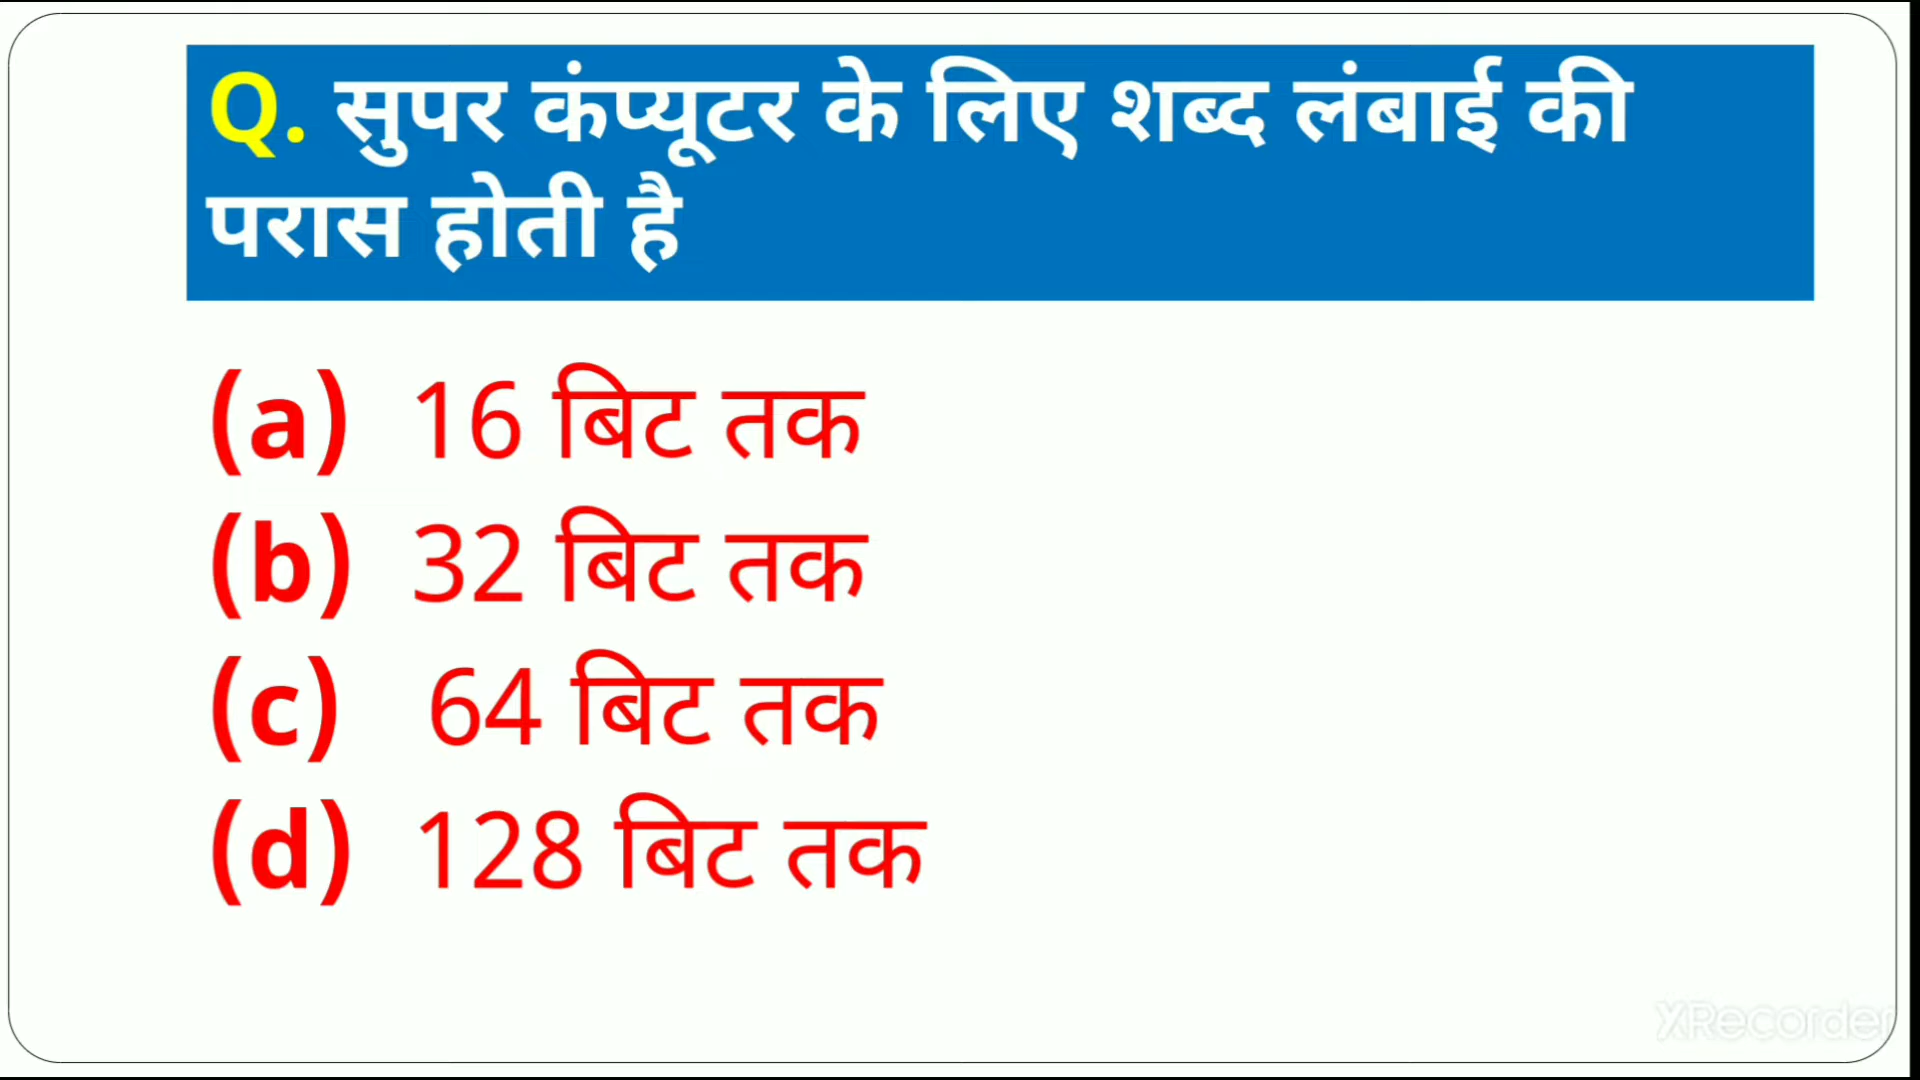 Q. सुपर कंप्यूटर के लिए शब्द लंबाई की
परास होती है
(a) 16 बिट तक
(b) 32 बिट तक
(c) 64 बिट तक
(d) 128 बिट तक
XRecorder